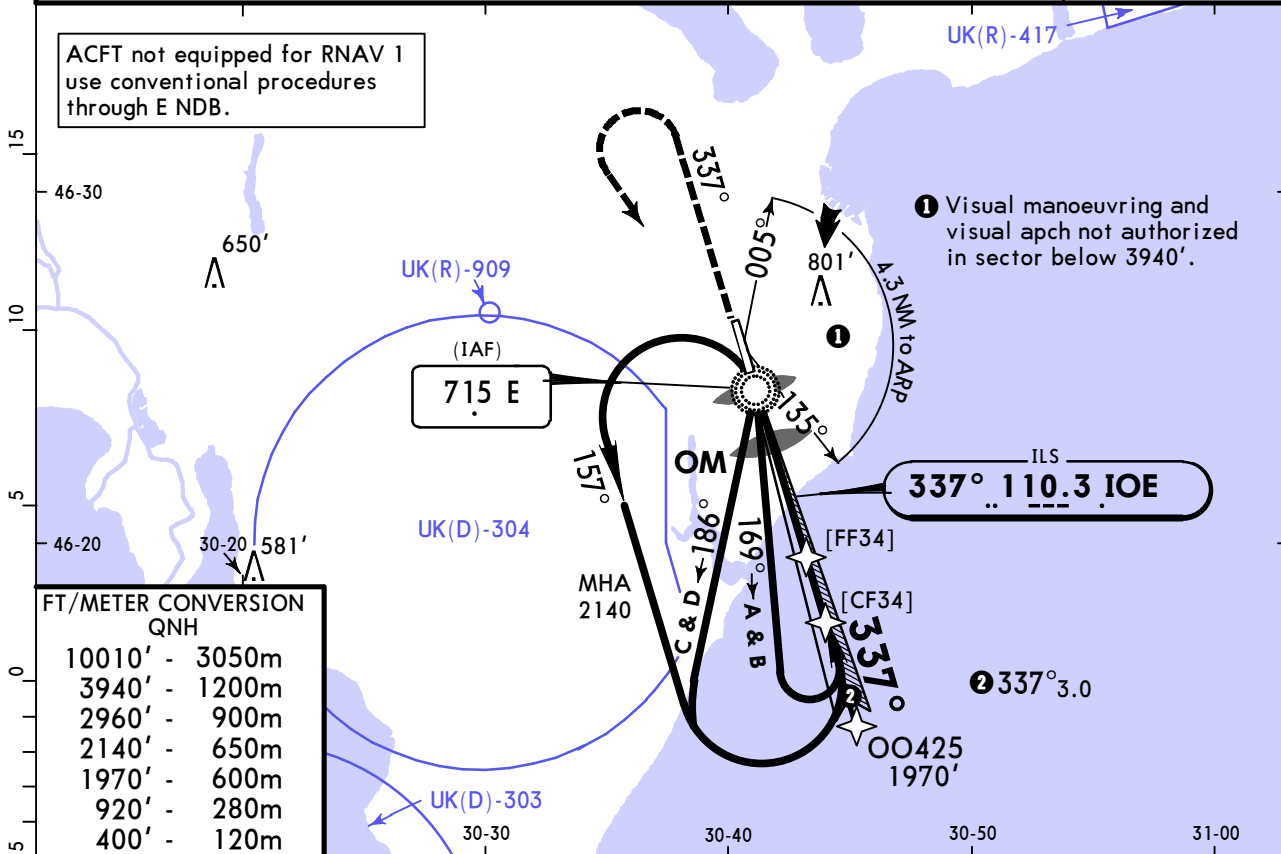 UK(R)-417
ACFT not equipped for RNAV 1
use conventional procedures
through E NDB.
15
46-30
337°
005°
❶ Visual manoeuvring and
visual apch not authorized
in sector below 3940'.
650'
UK(R)-909
801'
4.3 NM to ARP
10
❶
(IAF)
715 E
135°
OM
ILS
337° 110.3 IOE
157°
5
UK(D)-304
186°
169°
[FF34]
46-20
30-20
581'
MHA
2140
C & D
A & B
[CF34]
337°
FT/METER CONVERSION
QNH
10010' - 3050m
3940' - 1200m
2960' - 900m
2140' - 650m
1970' - 600m
920' - 280m
400' - 120m
0
❷
❷ 337° 3.0
OO425
1970'
UK(D)-303
5
30-30
30-40
30-50
31-00